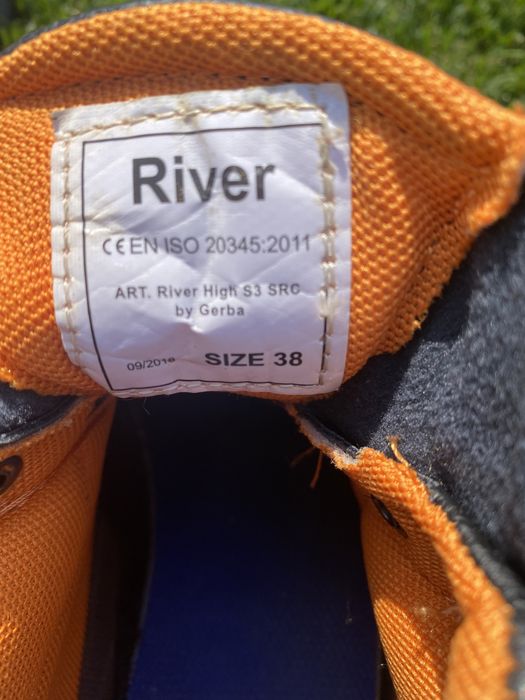 River
CE EN ISO 20345:2011
ART. River High S3 SRC
by Gerba
SIZE 38